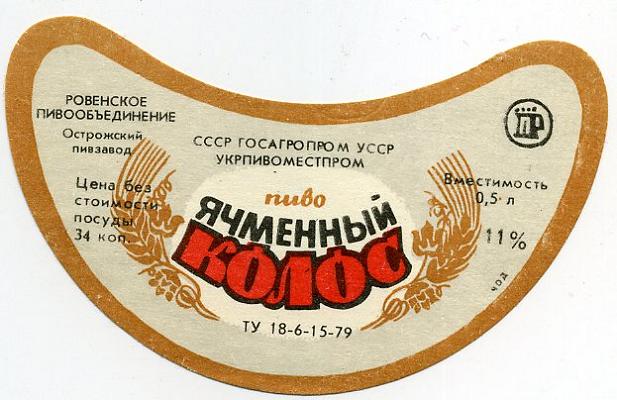 РОВЕНСКОЕ
ПИВООБЪЕДИНЕНИЕ
Острожский
пивзавод
СССР ГОСАГРОПРОМ УССР
УКРПИВОМЕСТПРОМ
Цена без
стоимости
посуды
34 коп.
пиво
ЯЧМЕННЫЙ
КОЛОС
ТУ 18-6-15-79
Вместимость
0,5 л
11%